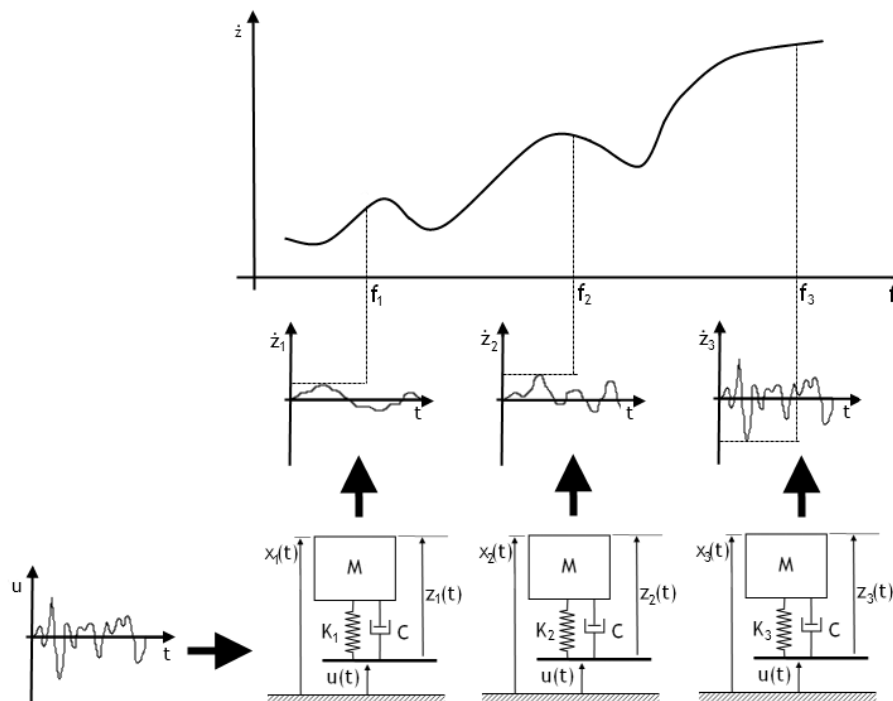 ż
f₁ f₂ f₃ f
ż₁ ż₂ ż₃
t t t
u
t
x₁(t) M z₁(t) x₂(t) M z₂(t) x₃(t) M z₃(t)
K₁ C K₂ C K₃ C
u(t) u(t) u(t)